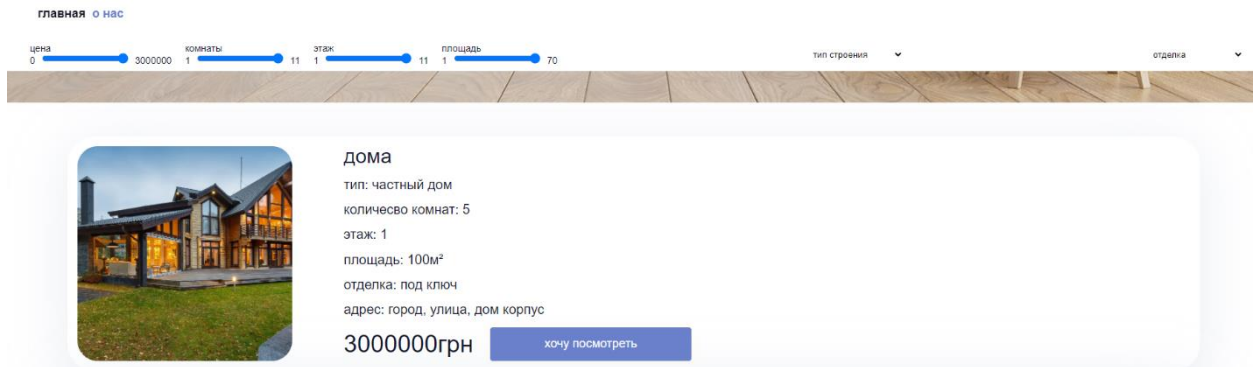 главная о нас
цена комнаты этаж площадь
0 3000000 1 11 1 11 1 70 тип строения отделка
дома
тип: частный дом
количесво комнат: 5
этаж: 1
площадь: 100м²
отделка: под ключ
адрес: город, улица, дом корпус
3000000грн хочу посмотреть